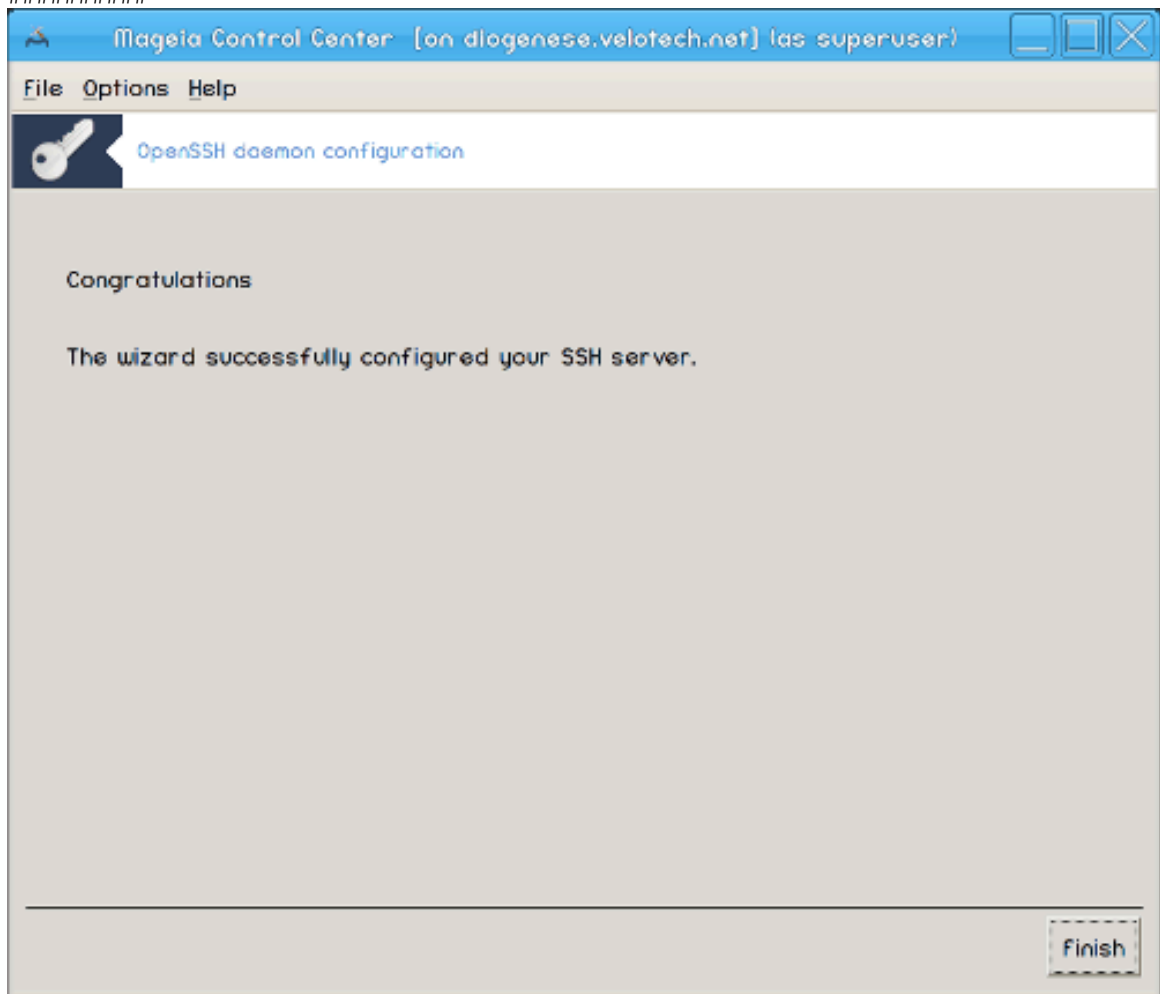 Mageia Control Center [on diogenese.velotech.net] (as superuser)
File Options Help
OpenSSH daemon configuration
Congratulations
The wizard successfully configured your SSH server.
Finish